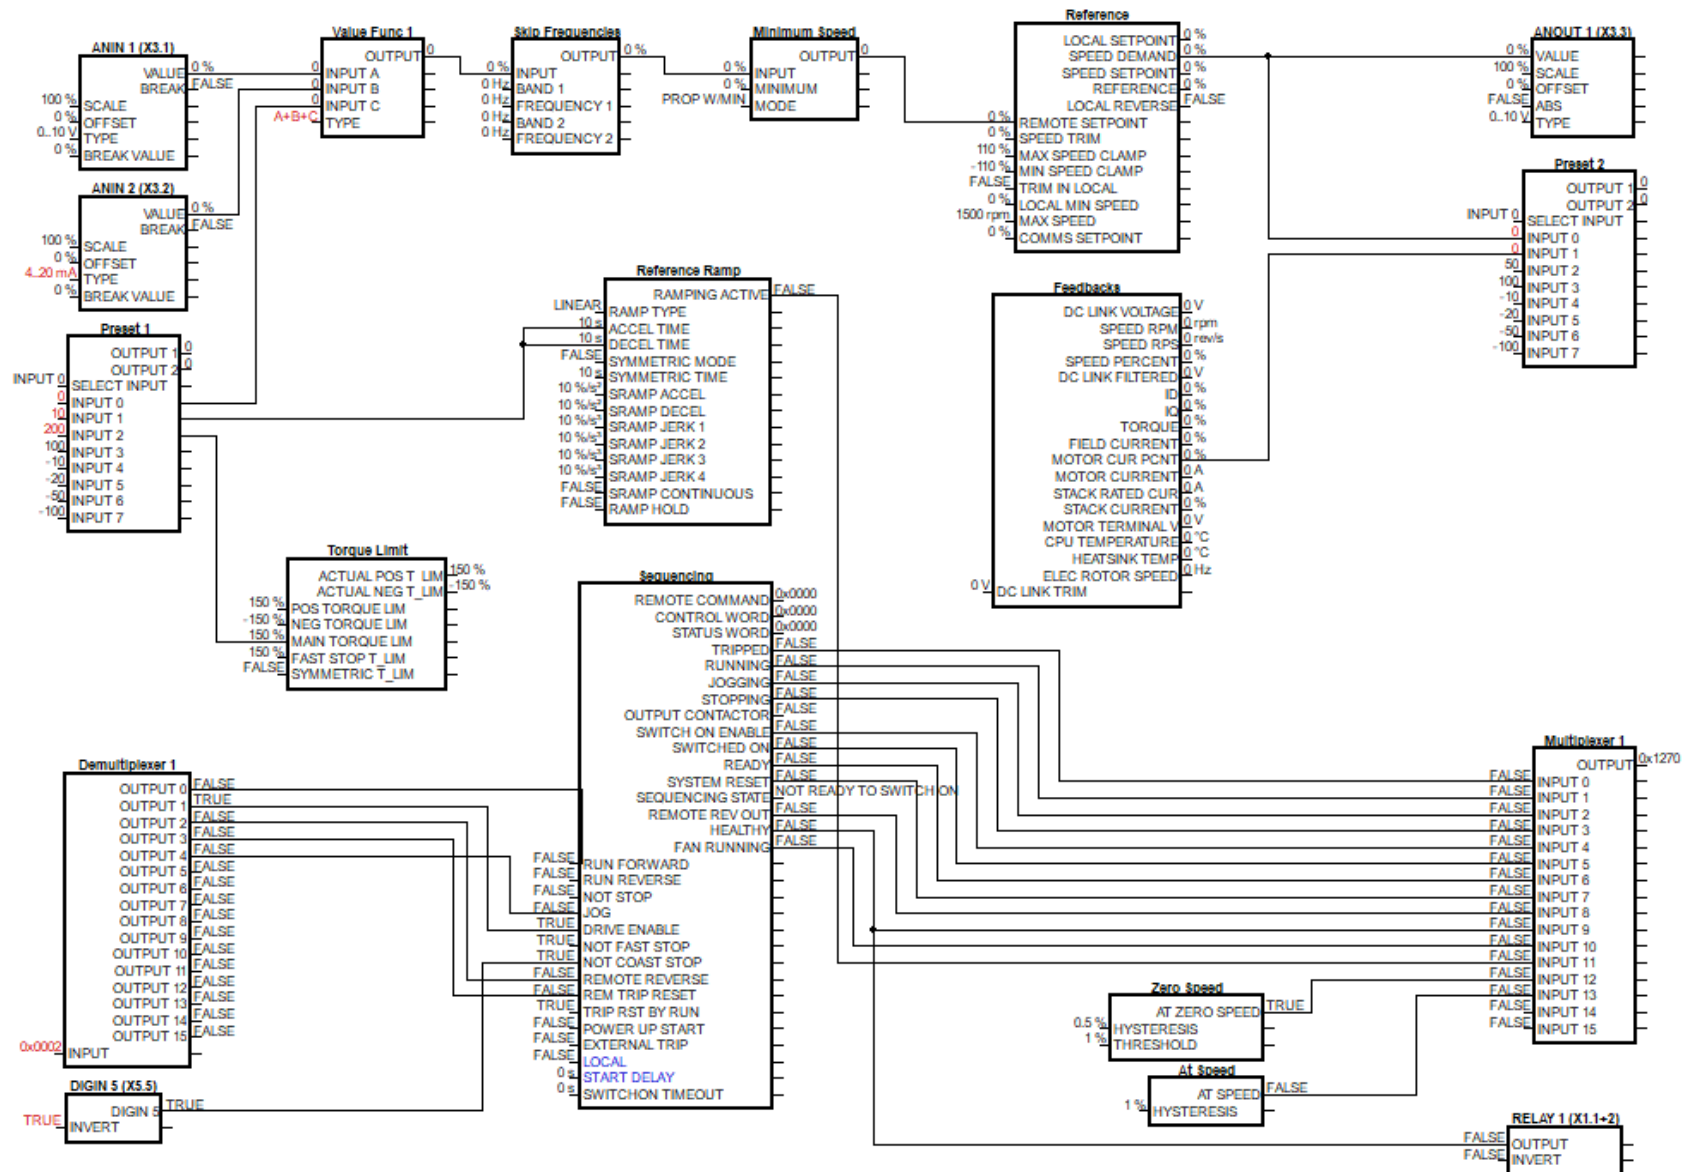 ANIN 1 (X3.1)
VALUE 0 %
BREAK FALSE
100 % SCALE
0 % OFFSET
0..10 V TYPE
0 % BREAK VALUE
ANIN 2 (X3.2)
VALUE 0 %
BREAK FALSE
100 % SCALE
0 % OFFSET
4..20 mA TYPE
0 % BREAK VALUE
Preset 1
OUTPUT 1 0
OUTPUT 2 0
INPUT 0 SELECT INPUT
0 INPUT 0
10 INPUT 1
200 INPUT 2
100 INPUT 3
-10 INPUT 4
-20 INPUT 5
-50 INPUT 6
-100 INPUT 7
Value Func 1
OUTPUT 0
0 INPUT A
0 INPUT B
0 INPUT C
A+B+C TYPE
Skip Frequencies
OUTPUT 0 %
0 % INPUT
0 Hz BAND 1
0 Hz FREQUENCY 1
0 Hz BAND 2
0 Hz FREQUENCY 2
Minimum Speed
OUTPUT 0
0 % INPUT
0 % MINIMUM
PROP W/MIN MODE
Reference
LOCAL SETPOINT 0 %
SPEED DEMAND 0 %
SPEED SETPOINT 0 %
REFERENCE 0 %
LOCAL REVERSE FALSE
0 % REMOTE SETPOINT
0 % SPEED TRIM
110 % MAX SPEED CLAMP
-110 % MIN SPEED CLAMP
FALSE TRIM IN LOCAL
0 % LOCAL MIN SPEED
1500 rpm MAX SPEED
0 % COMMS SETPOINT
ANOUT 1 (X3.3)
0 % VALUE
100 % SCALE
0 % OFFSET
FALSE ABS
0..10 V TYPE
Preset 2
OUTPUT 1 0
OUTPUT 2 0
INPUT 0 SELECT INPUT
0 INPUT 0
0 INPUT 1
50 INPUT 2
100 INPUT 3
-10 INPUT 4
-20 INPUT 5
-50 INPUT 6
-100 INPUT 7
Reference Ramp
RAMPING ACTIVE FALSE
LINEAR RAMP TYPE
10 s ACCEL TIME
10 s DECEL TIME
FALSE SYMMETRIC MODE
10 s SYMMETRIC TIME
10 %/s² SRAMP ACCEL
10 %/s² SRAMP DECEL
10 %/s³ SRAMP JERK 1
10 %/s³ SRAMP JERK 2
10 %/s³ SRAMP JERK 3
10 %/s³ SRAMP JERK 4
FALSE SRAMP CONTINUOUS
FALSE RAMP HOLD
Feedbacks
DC LINK VOLTAGE 0 V
SPEED RPM 0 rpm
SPEED RPS 0 rev/s
SPEED PERCENT 0 %
DC LINK FILTERED 0 V
ID 0 %
IQ 0 %
TORQUE 0 %
FIELD CURRENT 0 %
MOTOR CUR PCNT 0 %
MOTOR CURRENT 0 A
STACK RATED CUR 0 A
STACK CURRENT 0 %
MOTOR TERMINAL V 0 V
CPU TEMPERATURE 0 °C
HEATSINK TEMP 0 °C
ELEC ROTOR SPEED 0 Hz
0 V DC LINK TRIM
Torque Limit
ACTUAL POS T_LIM 150 %
ACTUAL NEG T_LIM -150 %
150 % POS TORQUE LIM
-150 % NEG TORQUE LIM
150 % MAIN TORQUE LIM
150 % FAST STOP T_LIM
FALSE SYMMETRIC T_LIM
Sequencing
REMOTE COMMAND 0x0000
CONTROL WORD 0x0000
STATUS WORD 0x0000
TRIPPED FALSE
RUNNING FALSE
JOGGING FALSE
STOPPING FALSE
OUTPUT CONTACTOR FALSE
SWITCH ON ENABLE FALSE
SWITCHED ON FALSE
READY FALSE
SYSTEM RESET FALSE
SEQUENCING STATE NOT READY TO SWITCH ON
REMOTE REV OUT FALSE
HEALTHY FALSE
FAN RUNNING FALSE
FALSE RUN FORWARD
FALSE RUN REVERSE
FALSE NOT STOP
FALSE JOG
TRUE DRIVE ENABLE
TRUE NOT FAST STOP
TRUE NOT COAST STOP
FALSE REMOTE REVERSE
FALSE REM TRIP RESET
TRUE TRIP RST BY RUN
FALSE POWER UP START
FALSE EXTERNAL TRIP
FALSE LOCAL
0 s START DELAY
0 s SWITCHON TIMEOUT
Demultiplexer 1
OUTPUT 0 FALSE
OUTPUT 1 TRUE
OUTPUT 2 FALSE
OUTPUT 3 FALSE
OUTPUT 4 FALSE
OUTPUT 5 FALSE
OUTPUT 6 FALSE
OUTPUT 7 FALSE
OUTPUT 8 FALSE
OUTPUT 9 FALSE
OUTPUT 10 FALSE
OUTPUT 11 FALSE
OUTPUT 12 FALSE
OUTPUT 13 FALSE
OUTPUT 14 FALSE
OUTPUT 15 FALSE
0x0002 INPUT
DIGIN 5 (X5.5)
DIGIN 5 TRUE
TRUE INVERT
Multiplexer 1
OUTPUT 0x1270
FALSE INPUT 0
FALSE INPUT 1
FALSE INPUT 2
FALSE INPUT 3
FALSE INPUT 4
FALSE INPUT 5
FALSE INPUT 6
FALSE INPUT 7
FALSE INPUT 8
FALSE INPUT 9
FALSE INPUT 10
FALSE INPUT 11
FALSE INPUT 12
FALSE INPUT 13
FALSE INPUT 14
FALSE INPUT 15
Zero Speed
AT ZERO SPEED TRUE
0.5 % HYSTERESIS
1 % THRESHOLD
At Speed
AT SPEED FALSE
1 % HYSTERESIS
RELAY 1 (X1.1+2)
FALSE OUTPUT
FALSE INVERT